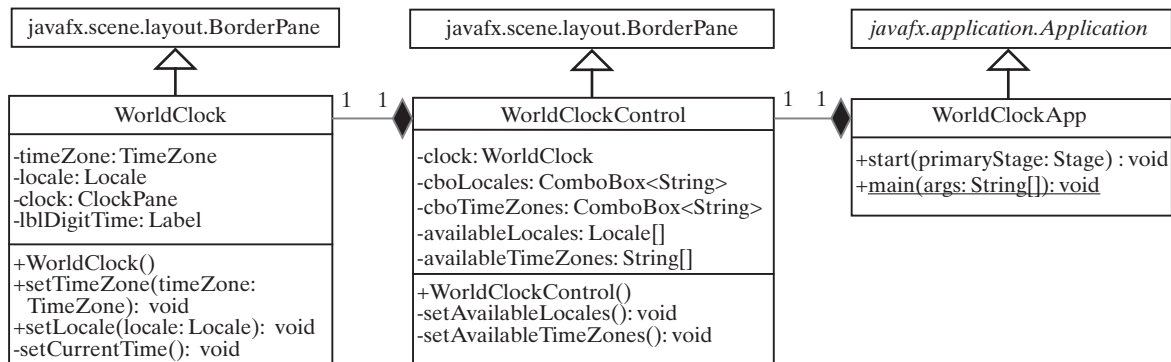 javafx.scene.layout.BorderPane
javafx.scene.layout.BorderPane
javafx.application.Application
WorldClock
1 1
WorldClockControl
1 1
WorldClockApp
-timeZone: TimeZone
-locale: Locale
-clock: ClockPane
-lblDigitTime: Label
+WorldClock()
+setTimeZone(timeZone:
TimeZone): void
+setLocale(locale: Locale): void
-setCurrentTime(): void
-clock: WorldClock
-cboLocales: ComboBox<String>
-cboTimeZones: ComboBox<String>
-availableLocales: Locale[]
-availableTimeZones: String[]
+WorldClockControl()
-setAvailableLocales(): void
-setAvailableTimeZones(): void
+start(primaryStage: Stage) : void
+main(args: String[]): void